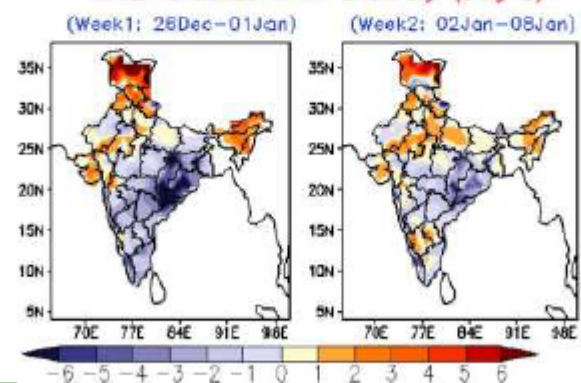 (Week1: 26Dec-01Jan) (Week2: 02Jan-08Jan)
35N
30N
25N
20N
15N
10N
5N
70E 77E 84E 91E 98E
35N
30N
25N
20N
15N
10N
5N
70E 77E 84E 91E 98E
-6 -5 -4 -3 -2 -1 0 1 2 3 4 5 6